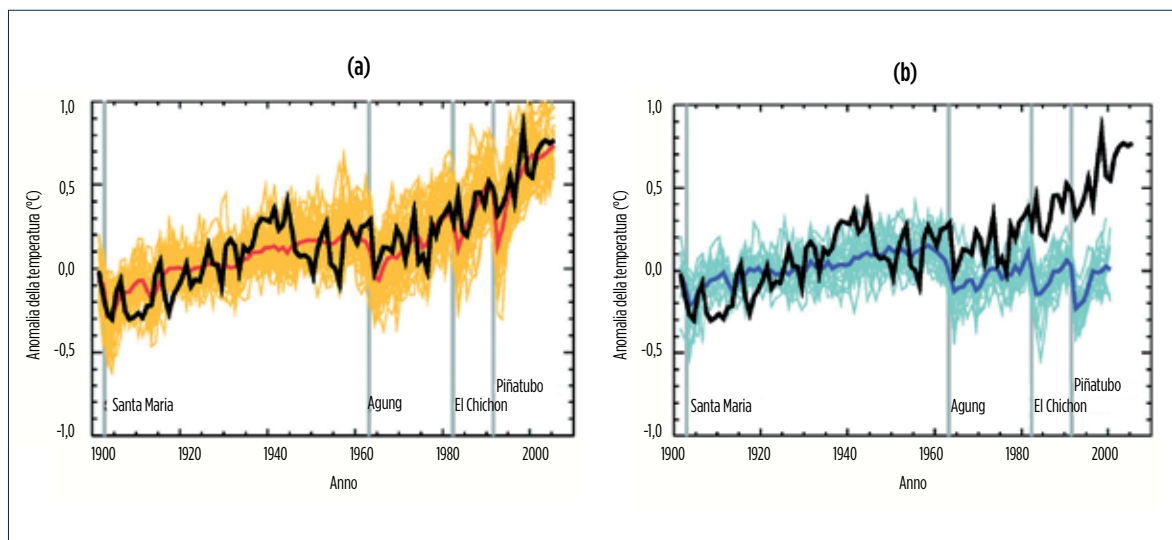 (a)
Anomalia della temperatura (°C)
1,0
0,5
0,0
-0,5
-1,0
Santa Maria
Agung
El Chichon
Piñatubo
1900
1920
1940
1960
1980
2000
Anno
(b)
Anomalia della temperatura (°C)
1,0
0,5
0,0
-0,5
-1,0
Santa Maria
Agung
El Chichon
Piñatubo
1900
1920
1940
1960
1980
2000
Anno